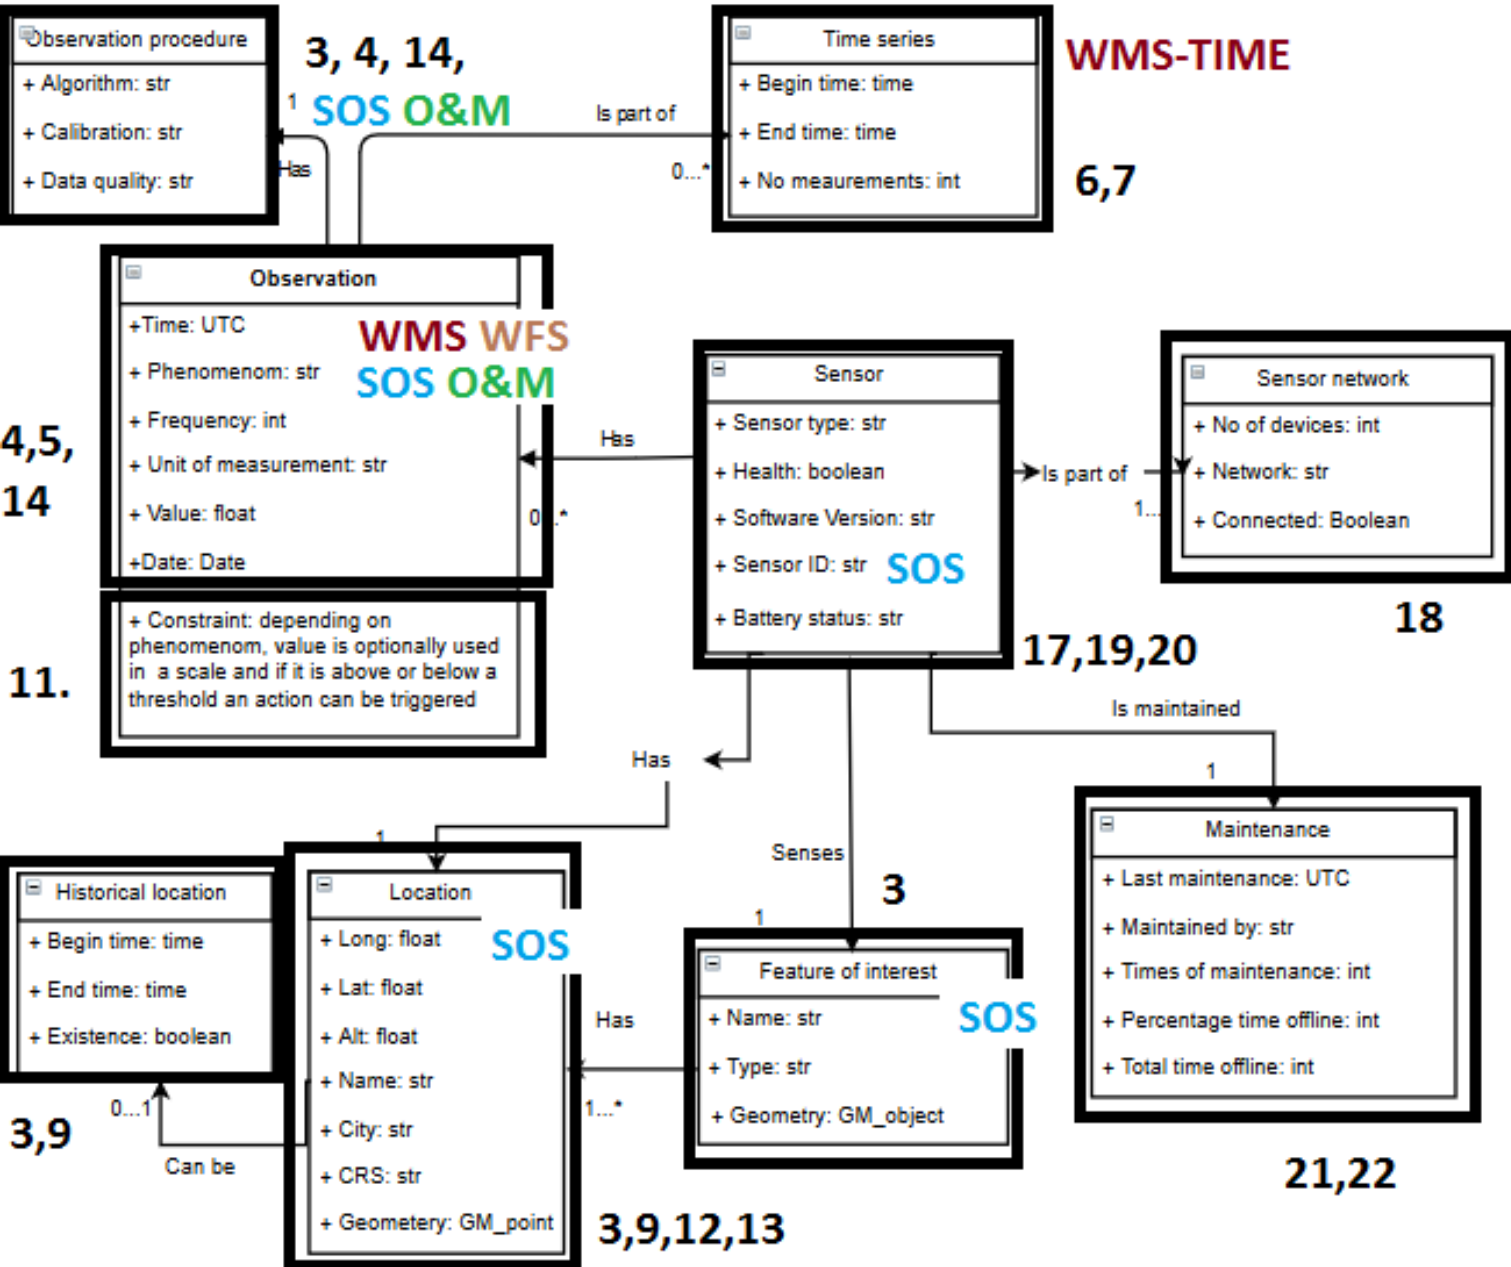 Observation procedure
+ Algorithm: str
+ Calibration: str
+ Data quality: str
3, 4, 14,
SOS O&M
1
Has
Is part of
0...*
Time series
+ Begin time: time
+ End time: time
+ No meaurements: int
WMS-TIME
6,7
Observation
+Time: UTC
+ Phenomenom: str
+ Frequency: int
+ Unit of measurement: str
+ Value: float
+Date: Date
WMS WFS
SOS O&M
4,5,
14
+ Constraint: depending on
phenomenom, value is optionally used
in a scale and if it is above or below a
threshold an action can be triggered
11.
Has
0...*
Sensor
+ Sensor type: str
+ Health: boolean
+ Software Version: str
+ Sensor ID: str
+ Battery status: str
SOS
17,19,20
Is part of
1...
Sensor network
+ No of devices: int
+ Network: str
+ Connected: Boolean
18
Has
1
Senses
1
3
Is maintained
1
Historical location
+ Begin time: time
+ End time: time
+ Existence: boolean
0...1
Can be
3,9
Location
+ Long: float
+ Lat: float
+ Alt: float
+ Name: str
+ City: str
+ CRS: str
+ Geometery: GM_point
SOS
3,9,12,13
Has
1...*
Feature of interest
+ Name: str
+ Type: str
+ Geometry: GM_object
SOS
Maintenance
+ Last maintenance: UTC
+ Maintained by: str
+ Times of maintenance: int
+ Percentage time offline: int
+ Total time offline: int
21,22